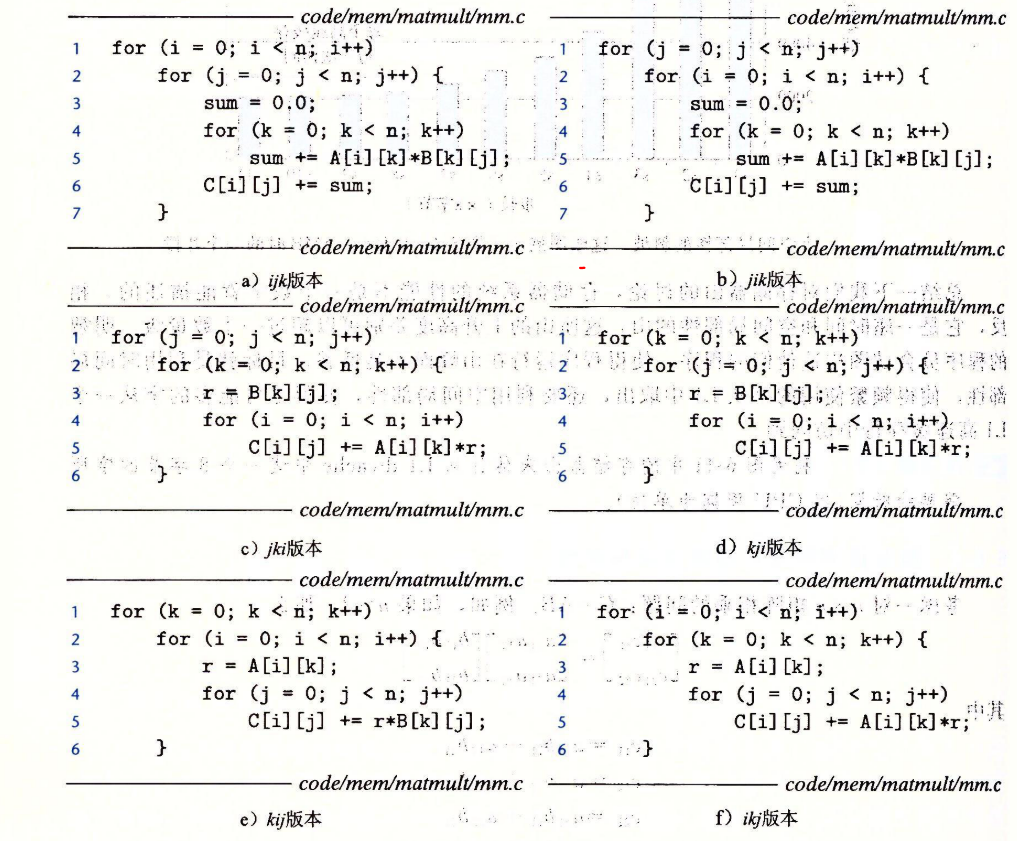 code/mem/matmult/mm.c
1 for (i = 0; i < n; i++)
2 for (j = 0; j < n; j++) {
3 sum = 0.0;
4 for (k = 0; k < n; k++)
5 sum += A[i][k]*B[k][j];
6 C[i][j] += sum;
7 }
code/mem/matmult/mm.c
a) ijk版本
code/mem/matmult/mm.c
1 for (j = 0; j < n; j++)
2 for (i = 0; i < n; i++) {
3 sum = 0.0;
4 for (k = 0; k < n; k++)
5 sum += A[i][k]*B[k][j];
6 C[i][j] += sum;
7 }
code/mem/matmult/mm.c
b) jik版本
code/mem/matmult/mm.c
1 for (j = 0; j < n; j++)
2 for (k = 0; k < n; k++) {
3 r = B[k][j];
4 for (i = 0; i < n; i++)
5 C[i][j] += A[i][k]*r;
6 }
code/mem/matmult/mm.c
c) jki版本
code/mem/matmult/mm.c
1 for (k = 0; k < n; k++)
2 for (j = 0; j < n; j++) {
3 r = B[k][j];
4 for (i = 0; i < n; i++)
5 C[i][j] += A[i][k]*r;
6 }
code/mem/matmult/mm.c
d) kji版本
code/mem/matmult/mm.c
1 for (k = 0; k < n; k++)
2 for (i = 0; i < n; i++) {
3 r = A[i][k];
4 for (j = 0; j < n; j++)
5 C[i][j] += r*B[k][j];
6 }
code/mem/matmult/mm.c
e) kij版本
code/mem/matmult/mm.c
1 for (i = 0; i < n; i++)
2 for (k = 0; k < n; k++) {
3 r = A[i][k];
4 for (j = 0; j < n; j++)
5 C[i][j] += A[i][k]*r;
6 }
code/mem/matmult/mm.c
f) ikj版本